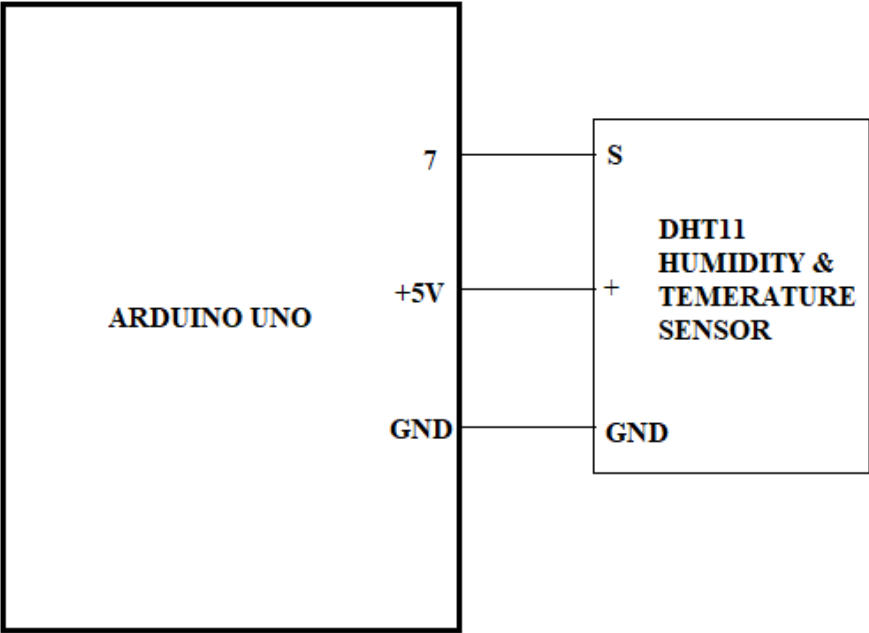 ARDUINO UNO
7
+5V
GND
S
+
GND
DHT11
HUMIDITY &
TEMERATURE
SENSOR